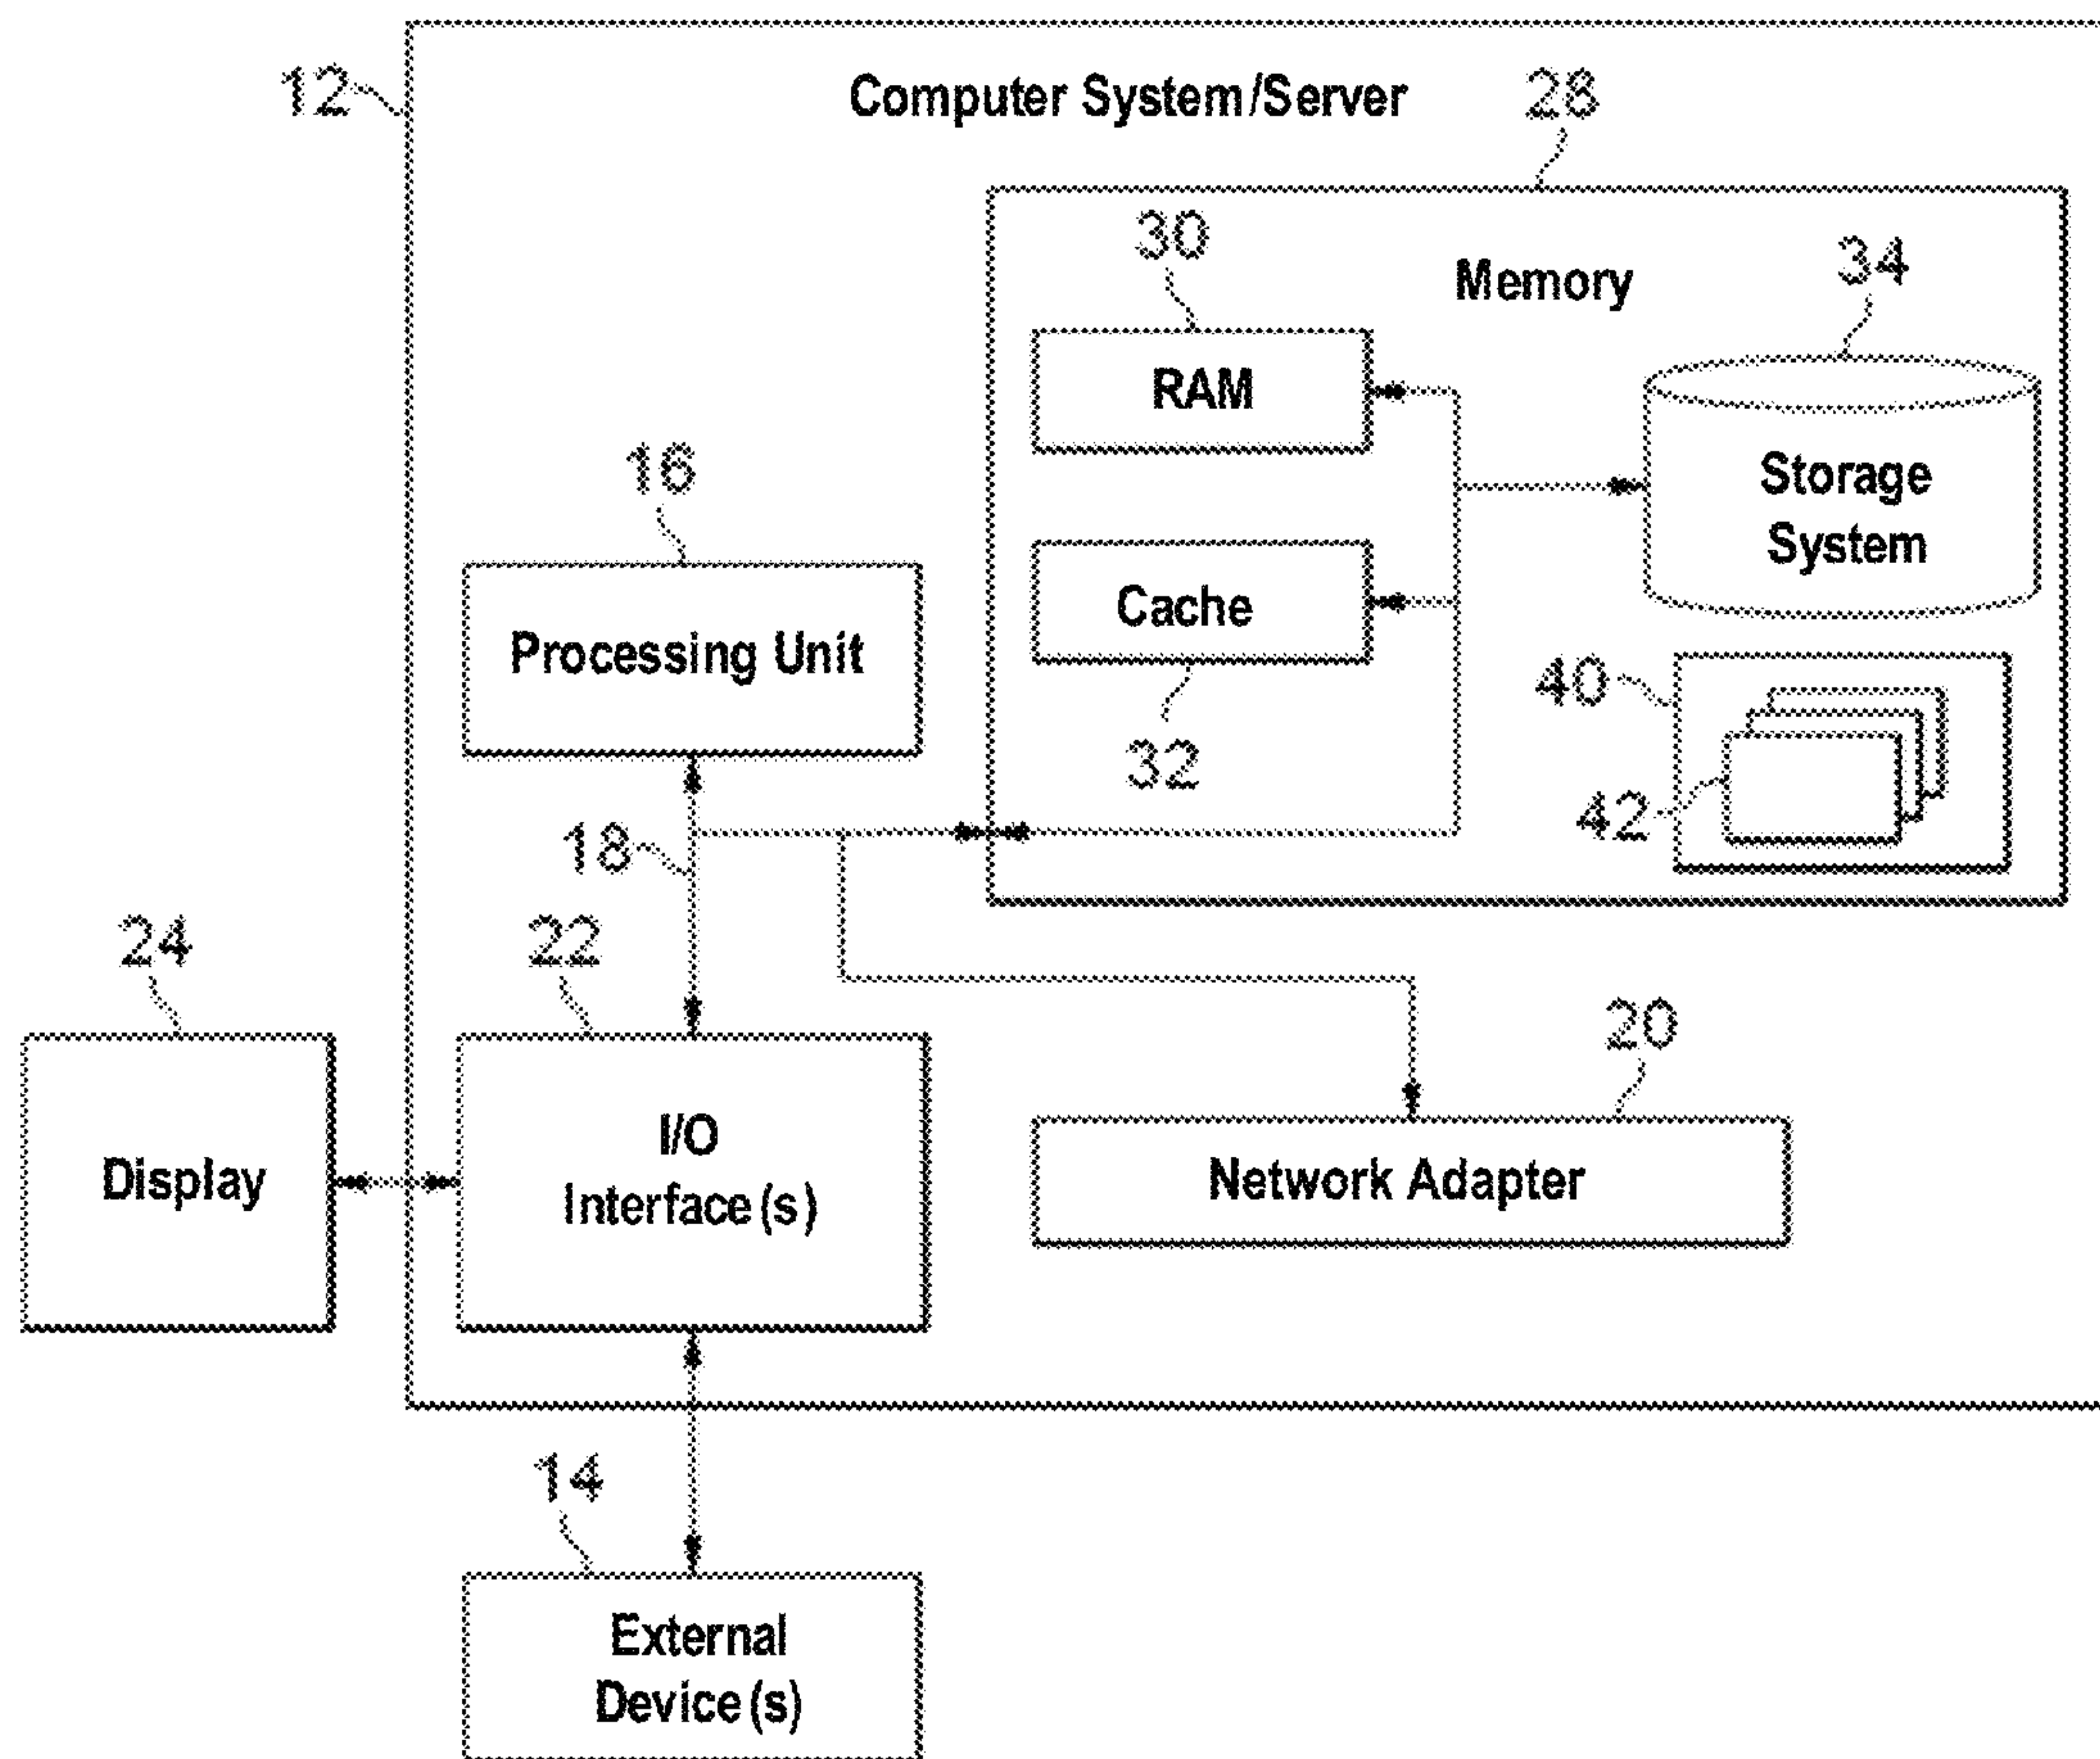 12
Computer System/Server
28
30
Memory
34
RAM
16
Storage
System
Cache
Processing Unit
40
32
42
18
24
22
20
I/O
Interface(s)
Display
Network Adapter
14
External
Device(s)